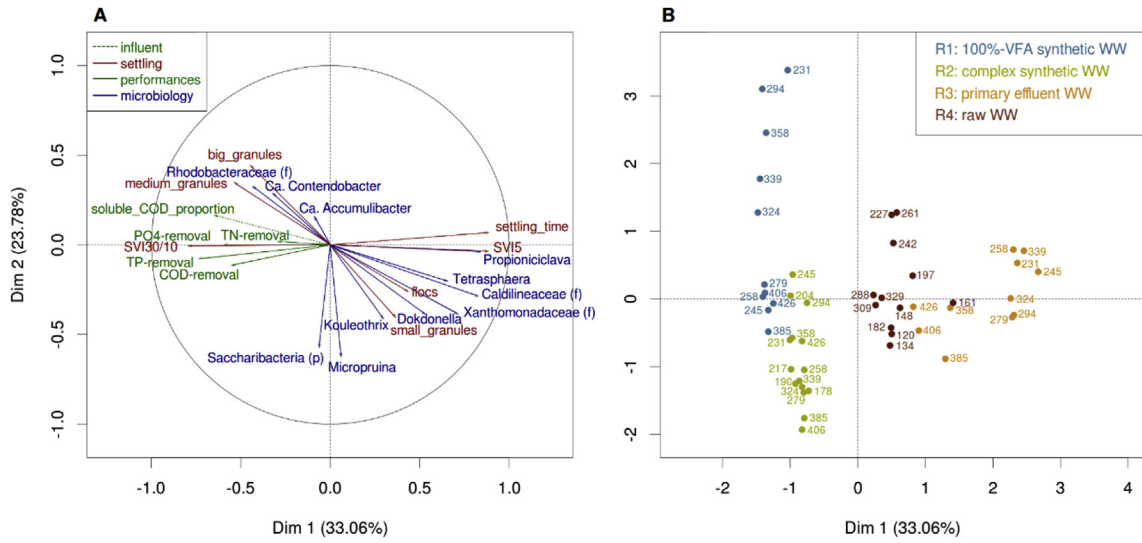 A
influent
settling
performances
microbiology
big_granules
Rhodobacteraceae (f)
medium_granules
Ca. Contendobacter
soluble_COD_proportion
Ca. Accumulibacter
PO4-removal
TN-removal
settling_time
SVI30/10
SVI5
TP-removal
Propioniciclava
COD-removal
Tetrasphaera
flocs
Caldilineaceae (f)
Xanthomonadaceae (f)
Kouleothrix
Dokdonella
small_granules
Saccharibacteria (p)
Micropruina
1.0
0.5
0.0
-0.5
-1.0
Dim 2 (23.78%)
-1.0 -0.5 0.0 0.5 1.0
Dim 1 (33.06%)
B
R1: 100%-VFA synthetic WW
R2: complex synthetic WW
R3: primary effluent WW
R4: raw WW
231
294
358
339
324
279
406
258
426
245
385
245
204
294
358
231
426
217
258
339
190
324
178
279
385
406
227
261
242
197
288
329
309
148
161
182
120
134
258
339
231
245
324
426
358
294
279
406
385
3
2
1
0
-1
-2
-2 -1 0 1 2 3 4
Dim 1 (33.06%)